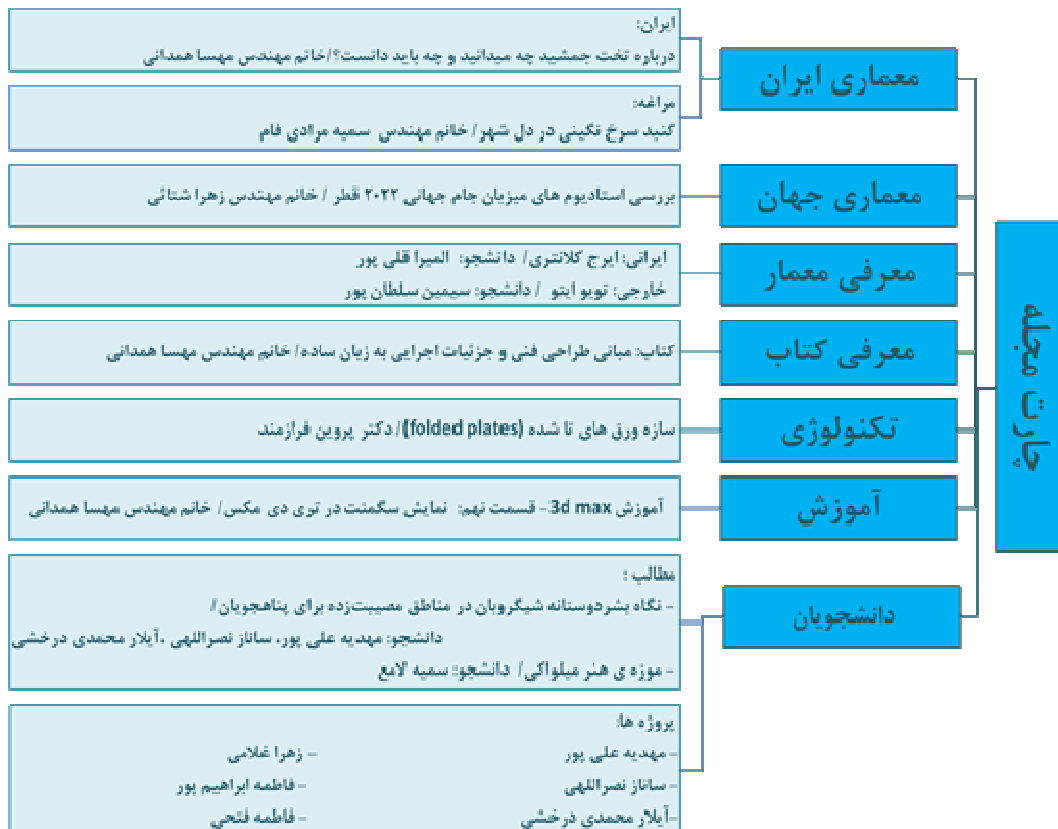 چارت مجله
معماری ایران
ایران:
درباره تخت جمشید چه میدانید و چه باید دانست؟/خانم مهندس مهسا همدانی
مراغه:
گنبد سرخ نگینی در دل شهر/ خانم مهندس سمیه مرادی فام
معماری جهان
بررسی استادیوم های میزبان جام جهانی ۲۰۲۲ قطر / خانم مهندس زهرا شتائی
معرفی معمار
ایرانی: ایرج کلانتری/ دانشجو: المیرا قلی پور
خارجی: تویو ایتو / دانشجو: سیمین سلطان پور
معرفی کتاب
کتاب: مبانی طراحی فنی و جزئیات اجرایی به زبان ساده/ خانم مهندس مهسا همدانی
تکنولوژی
سازه ورق های تا شده (folded plates)/ دکتر پروین فرازمند
آموزش
آموزش 3d max- قسمت نهم: نمایش سگمنت در تری دی مکس/ خانم مهندس مهسا همدانی
دانشجویان
مطالب :
- نگاه بشردوستانه شیگروبان در مناطق مصیبت‌زده برای پناهجویان/
دانشجو: مهدیه علی پور، ساناز نصراللهی ،آیلار محمدی درخشی
- موزه ی هنر میلواکی/ دانشجو: سمیه لامع
پروژه ها:
- مهدیه علی پور - زهرا غلامی
- ساناز نصراللهی - فاطمه ابراهیم پور
-آیلار محمدی درخشی - فاطمه فتحی